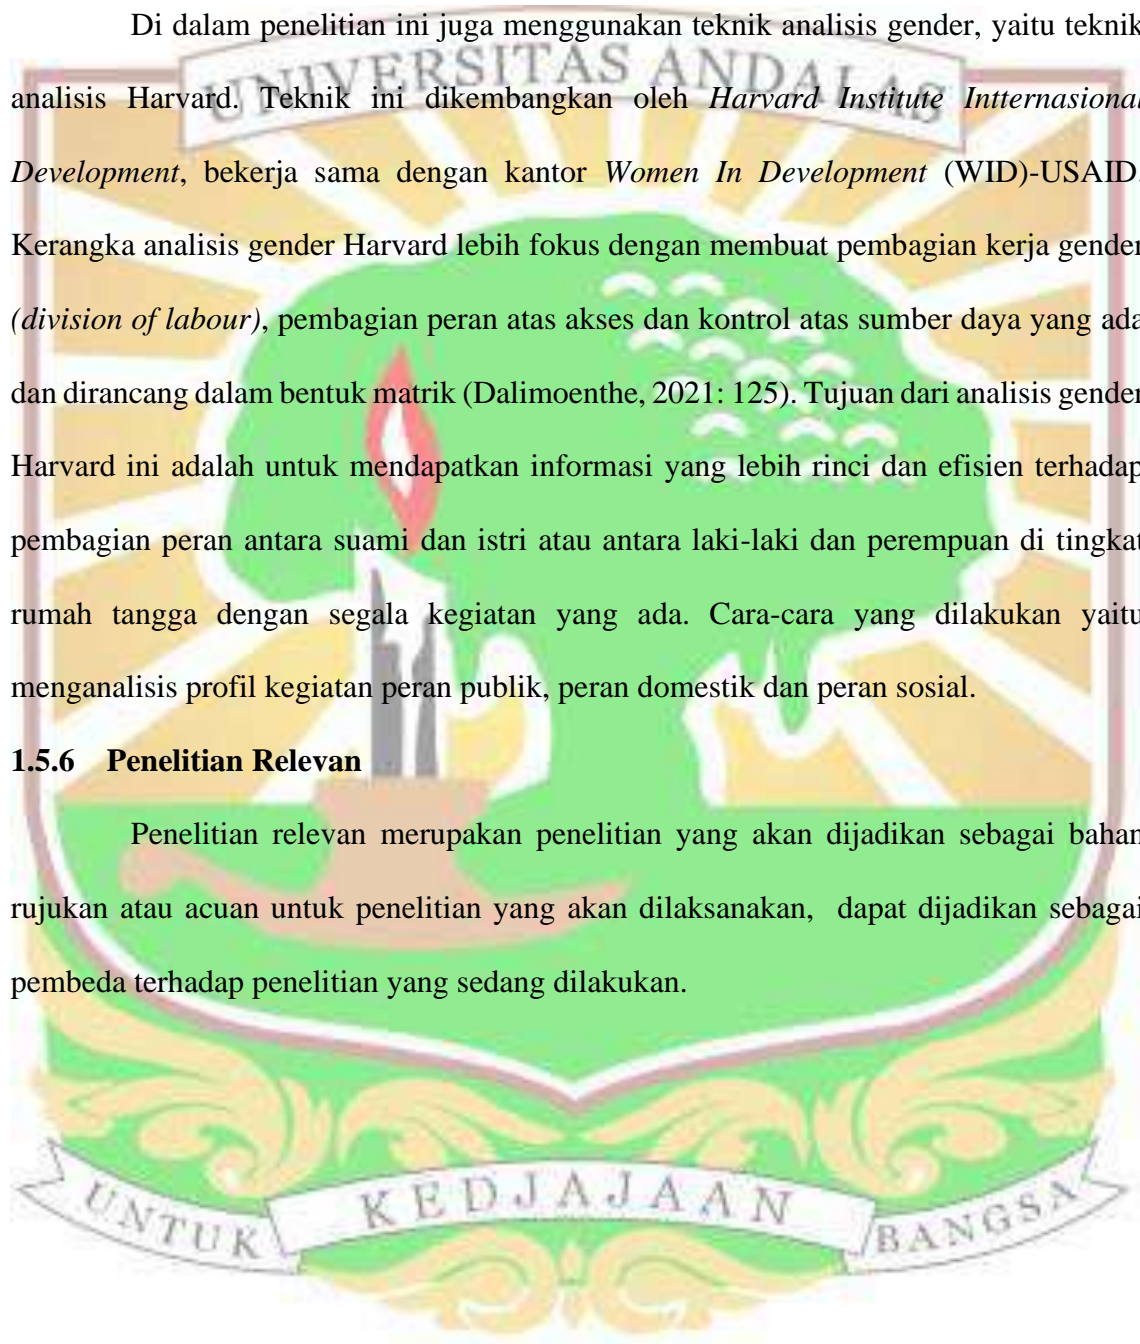 Di dalam penelitian ini juga menggunakan teknik analisis gender, yaitu teknik
UNIVERSITAS ANDALAS
analisis Harvard. Teknik ini dikembangkan oleh Harvard Institute Intternasional
Development, bekerja sama dengan kantor Women In Development (WID)-USAID.
Kerangka analisis gender Harvard lebih fokus dengan membuat pembagian kerja gender
(division of labour), pembagian peran atas akses dan kontrol atas sumber daya yang ada
dan dirancang dalam bentuk matrik (Dalimoenthe, 2021: 125). Tujuan dari analisis gender
Harvard ini adalah untuk mendapatkan informasi yang lebih rinci dan efisien terhadap
pembagian peran antara suami dan istri atau antara laki-laki dan perempuan di tingkat
rumah tangga dengan segala kegiatan yang ada. Cara-cara yang dilakukan yaitu
menganalisis profil kegiatan peran publik, peran domestik dan peran sosial.
1.5.6 Penelitian Relevan
Penelitian relevan merupakan penelitian yang akan dijadikan sebagai bahan
rujukan atau acuan untuk penelitian yang akan dilaksanakan, dapat dijadikan sebagai
pembeda terhadap penelitian yang sedang dilakukan.
UNTUK KEDJAJAAN BANGSA